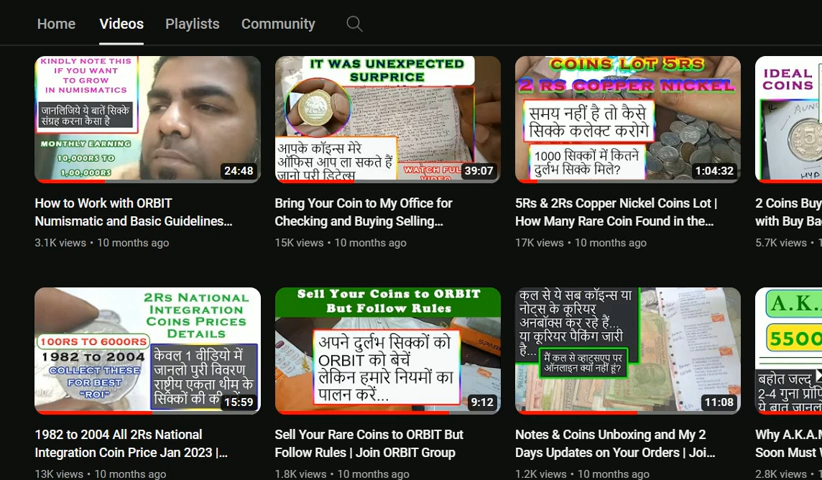 Home Videos Playlists Community
KINDLY NOTE THIS
IF YOU WANT
TO GROW
IN NUMISMATICS
जानलिजिये ये बातें सिक्के
संग्रह करना कैसा है
MONTHLY EARNING
10,000RS TO
1,00,000RS
24:48
How to Work with ORBIT
Numismatic and Basic Guidelines...
3.1K views • 10 months ago
IT WAS UNEXPECTED
SURPRICE
आपके कॉइन्स मेरे
ऑफिस आप ला सकते हैं
जानो पूरी डिटेल्स
WATCH FULL
VIDEO
39:07
Bring Your Coin to My Office for
Checking and Buying Selling...
15K views • 10 months ago
COINS LOT 5RS
2 RS COPPER NICKEL
समय नहीं है तो कैसे
सिक्के कलेक्ट करोगे
1000 सिक्कों में कितने
दुर्लभ सिक्के मिले?
1:04:32
5Rs & 2Rs Copper Nickel Coins Lot |
How Many Rare Coin Found in the...
17K views • 10 months ago
IDEAL
COINS
HYD
2 Coins Buy
with Buy Ba
5.7K views •
2Rs National
Integration
Coins Prices
Details
100RS TO 6000RS
1982 to 2004
COLLECT THESE
FOR BEST
"ROI"
केवल 1 वीडियो में
जानलो पुरी विवरण
राष्ट्रीय एकता थीम के
सिक्कों की की
15:59
1982 to 2004 All 2Rs National
Integration Coin Price Jan 2023 |...
13K views • 10 months ago
Sell Your Coins to ORBIT
But Follow Rules
अपने दुर्लभ सिक्कों को
ORBIT को बेचें
लेकिन हमारे नियमों का
पालन करें...
9:12
Sell Your Rare Coins to ORBIT But
Follow Rules | Join ORBIT Group
1.8K views • 10 months ago
कल से ये सब कॉइन्स या
नोट्स के कूरियर
अनबॉक्स कर रहे हैं...
या कूरियर पैकिंग जारी
है...
मैं कल से व्हाट्सएप पर
ऑनलाइन क्यों नहीं हूं?
11:08
Notes & Coins Unboxing and My 2
Days Updates on Your Orders | Joi...
1.2K views • 10 months ago
A.K.
5500
बहोत जल्द
2-4 गुना प्रॉफि
ये बातें जानल
Why A.K.A.M
Soon Must W
2.8K views •